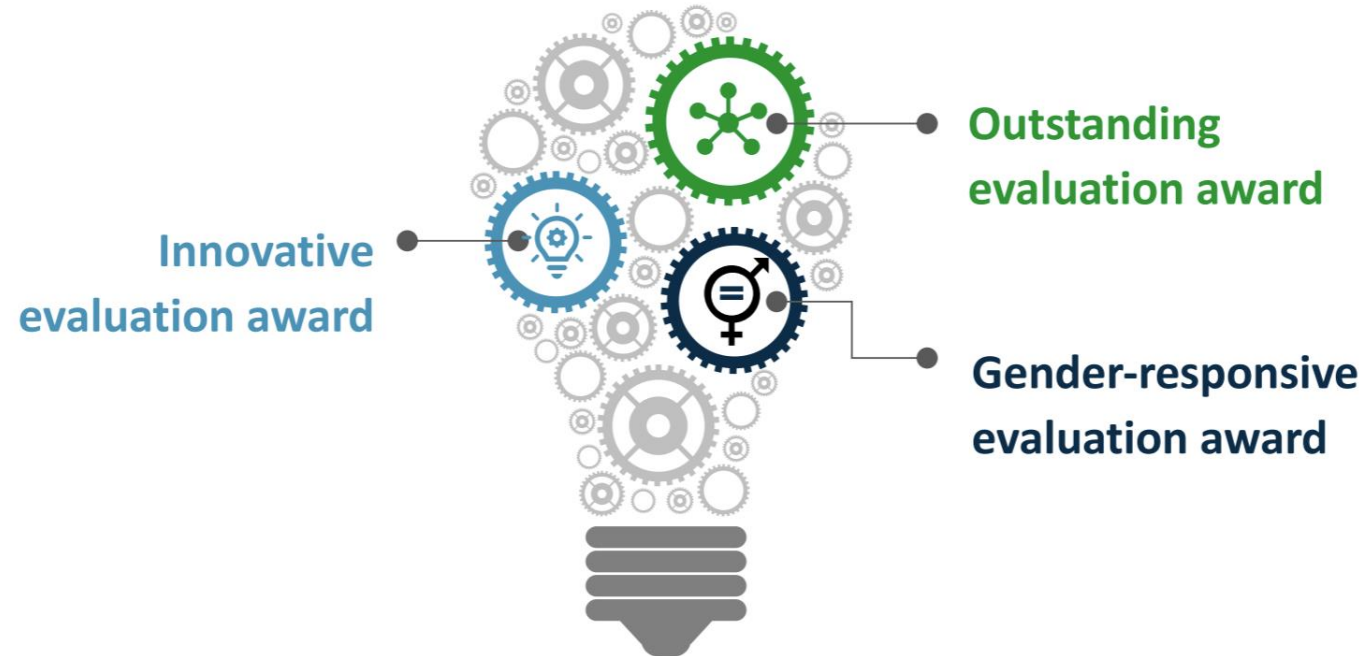 Outstanding
evaluation award
Innovative
evaluation award
Gender-responsive
evaluation award